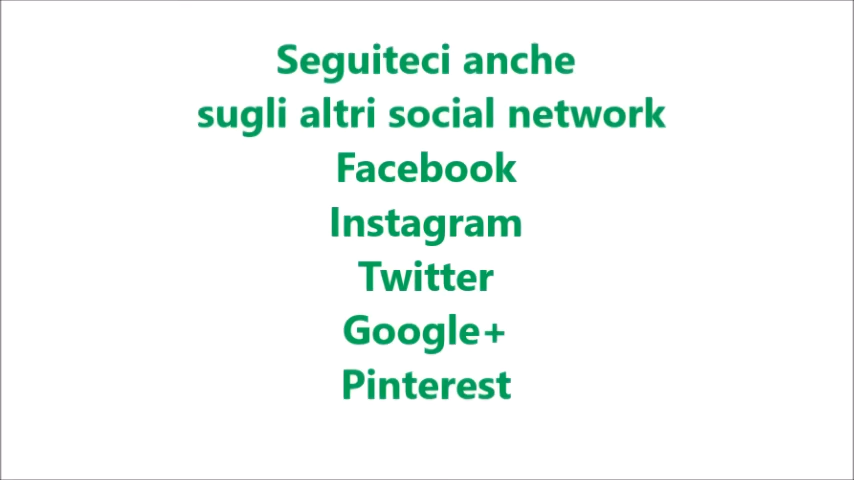 Seguiteci anche
sugli altri social network
Facebook
Instagram
Twitter
Google+
Pinterest